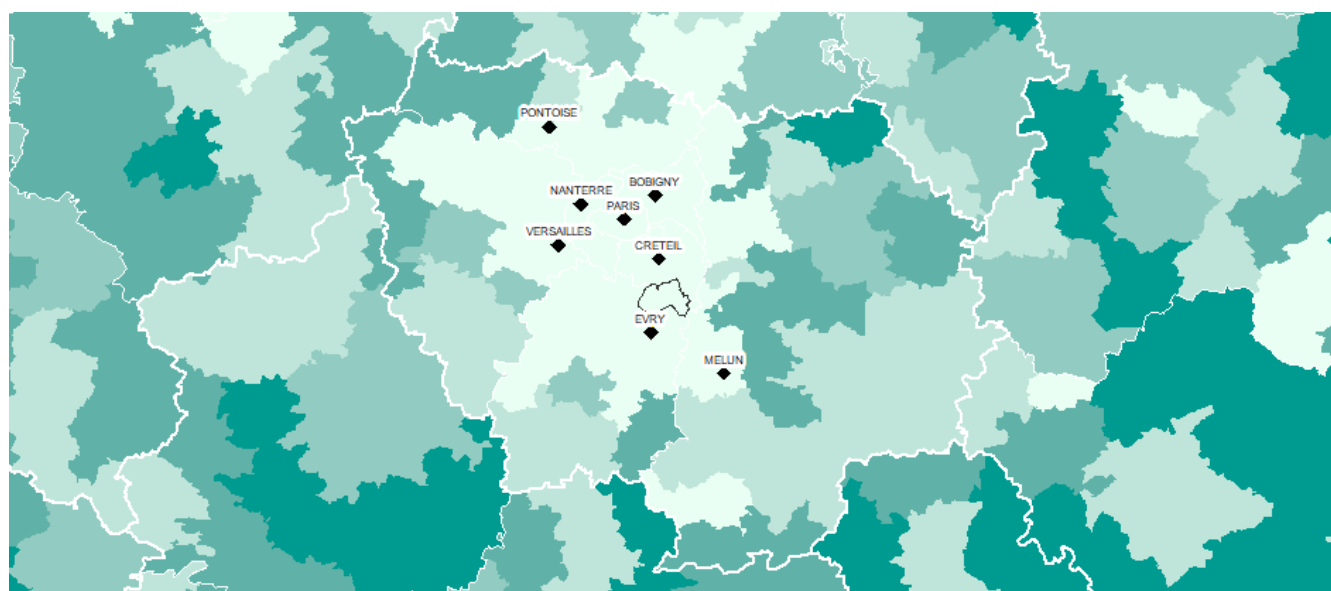 PONTOISE
BOBIGNY
NANTERRE
PARIS
VERSAILLES
CRETEIL
EVRY
MELUN